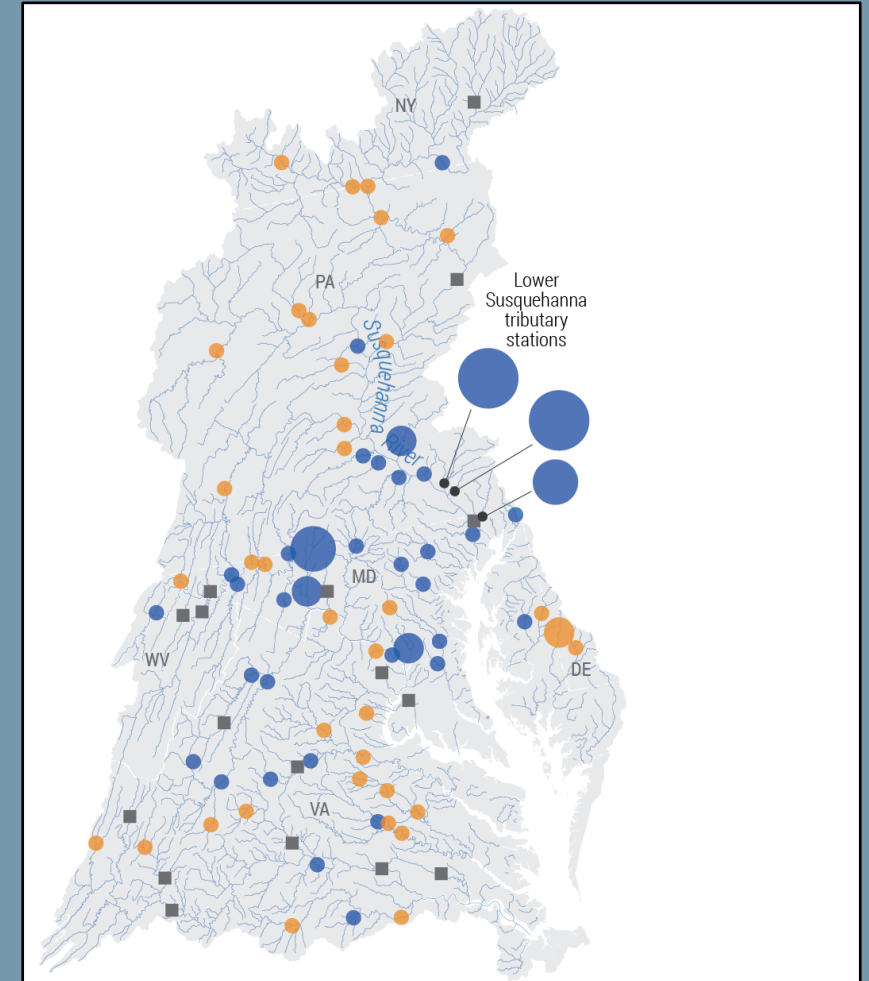 NY
PA
Lower
Susquehanna
tributary
stations
Susquehanna River
MD
WV
DE
VA